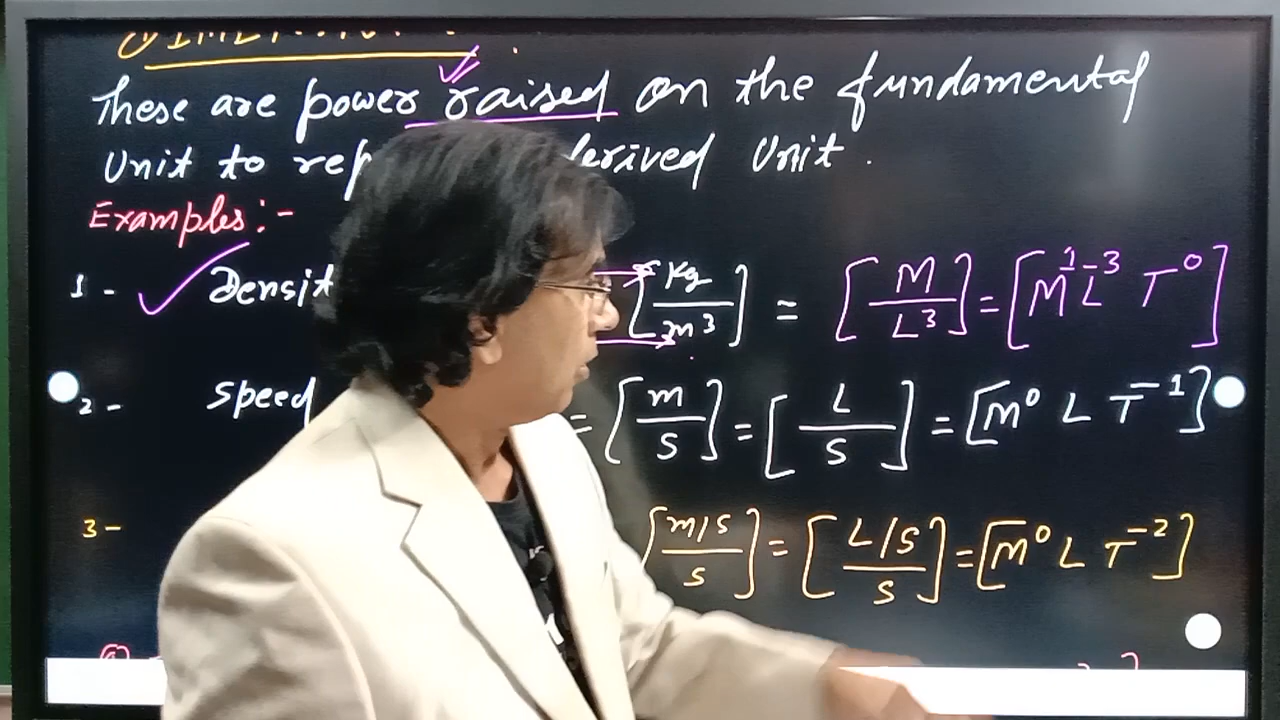 These are power raised on the fundamental
Unit to rep derived Unit.
Examples:-
1 - Densit [kg/m³] = [M/L³] = [M¹L⁻³ T⁰]
2 - speed = [m/s] = [L/S] = [M⁰ L T⁻¹]
3 - [m/s/s] = [L/S/S] = [M⁰ L T⁻²]